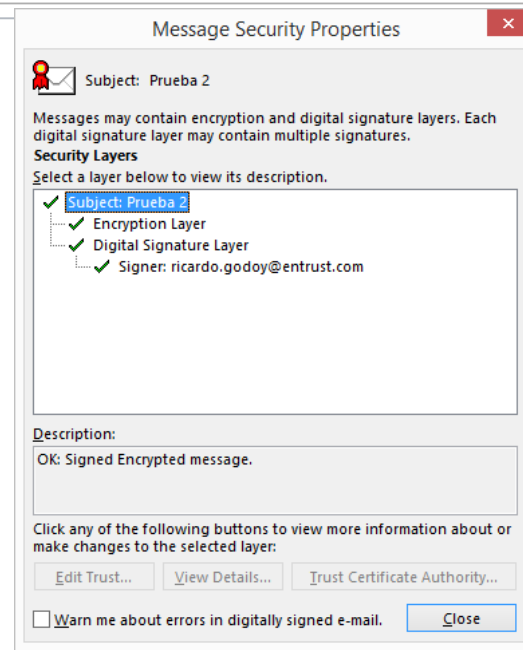 Message Security Properties
Subject: Prueba 2
Messages may contain encryption and digital signature layers. Each
digital signature layer may contain multiple signatures.
Security Layers
Select a layer below to view its description.
Subject: Prueba 2
Encryption Layer
Digital Signature Layer
Signer: ricardo.godoy@entrust.com
Description:
OK: Signed Encrypted message.
Click any of the following buttons to view more information about or
make changes to the selected layer:
Edit Trust... View Details... Trust Certificate Authority...
Warn me about errors in digitally signed e-mail. Close